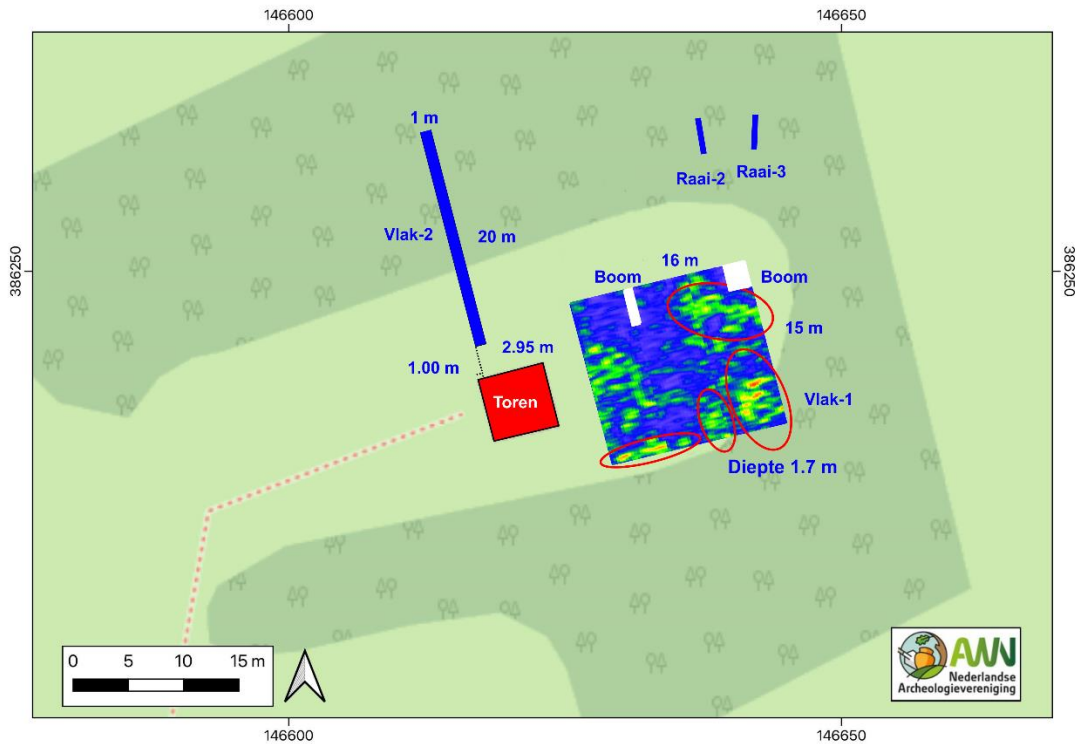 146600
146650
1 m
Raai-2
Raai-3
Vlak-2
20 m
386250
386250
16 m
Boom
Boom
15 m
2.95 m
1.00 m
Toren
Vlak-1
Diepte 1.7 m
0
5
10
15 m
AWN
Nederlandse
Archeologievereniging
146600
146650